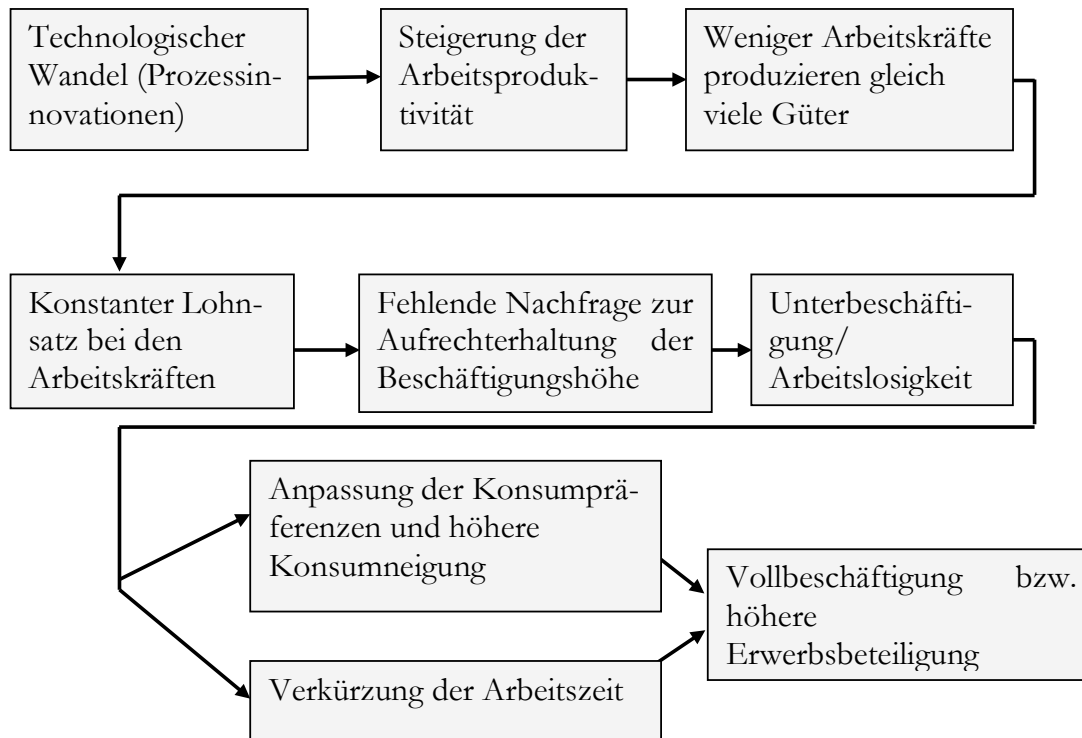 Technologischer
Wandel (Prozessin-
novationen)
Steigerung der
Arbeitsproduk-
tivität
Weniger Arbeitskräfte
produzieren gleich
viele Güter
Konstanter Lohn-
satz bei den
Arbeitskräften
Fehlende Nachfrage zur
Aufrechterhaltung der
Beschäftigungshöhe
Unterbeschäfti-
gung/
Arbeitslosigkeit
Anpassung der Konsumprä-
ferenzen und höhere
Konsumneigung
Verkürzung der Arbeitszeit
Vollbeschäftigung bzw.
höhere
Erwerbsbeteiligung